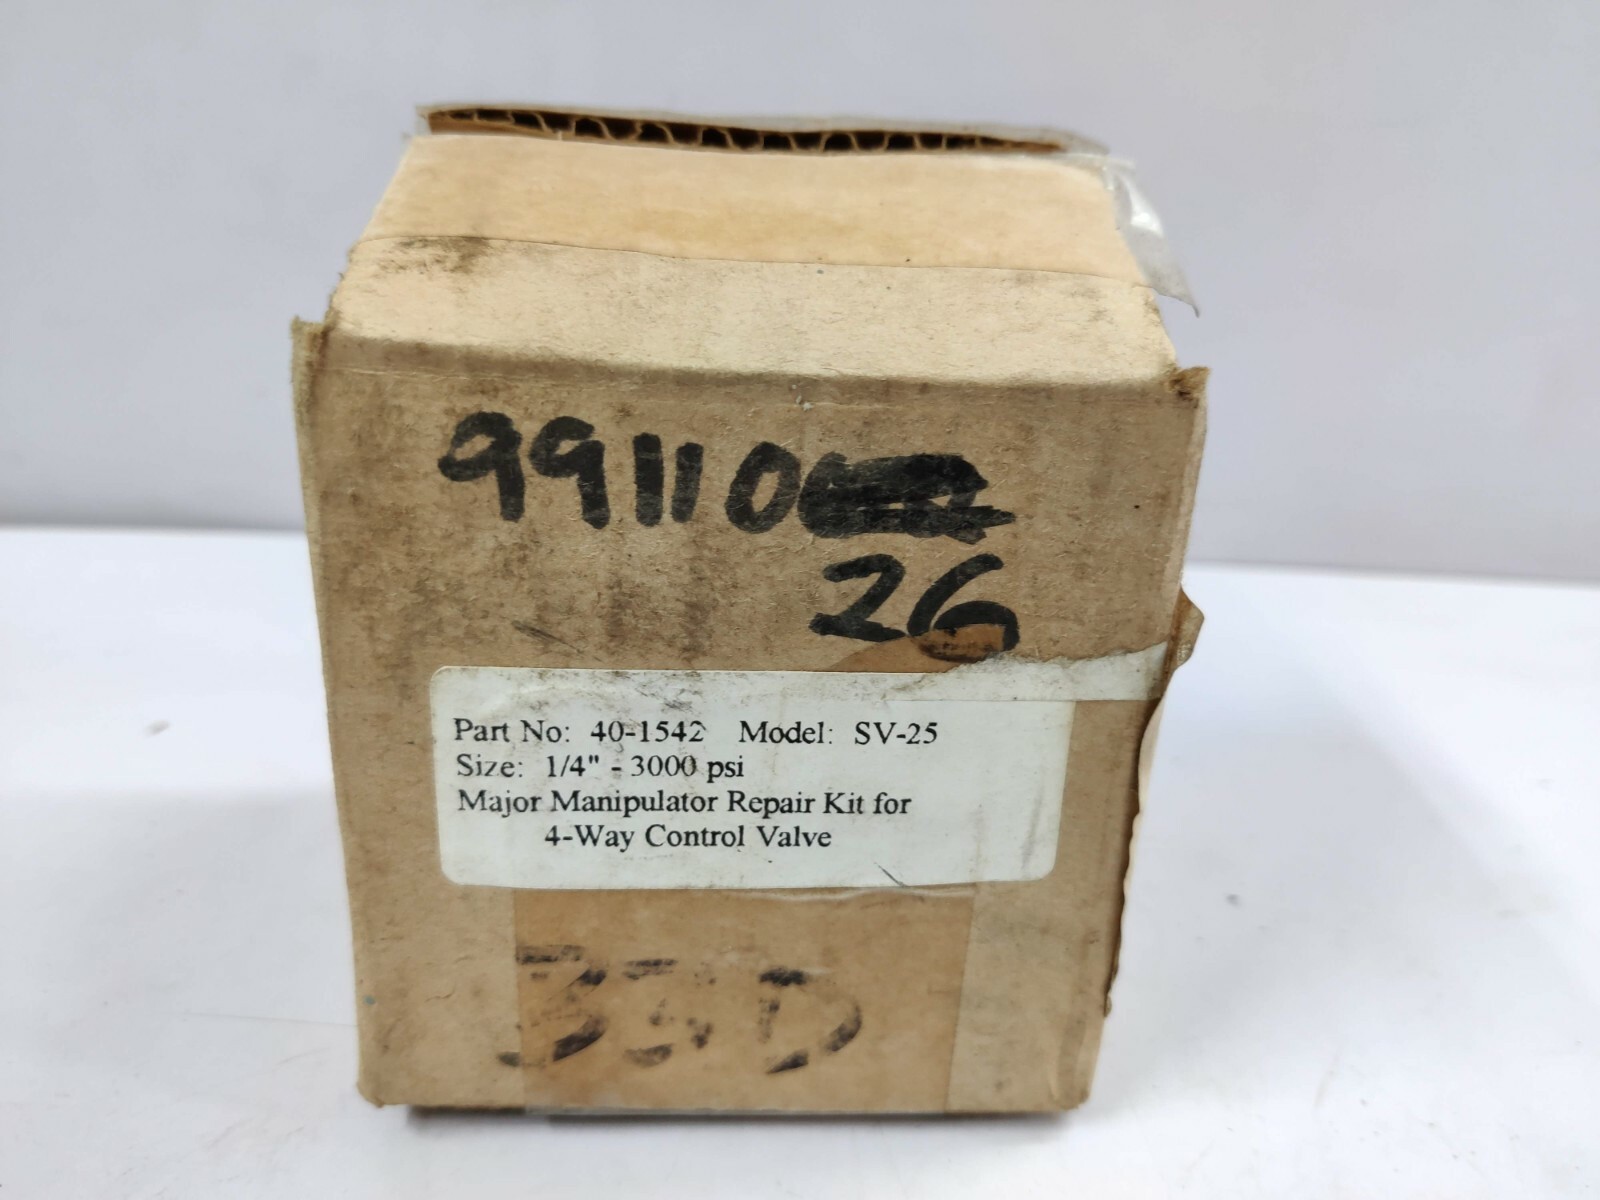 99110
26
Part No: 40-1542 Model: SV-25
Size: 1/4" - 3000 psi
Major Manipulator Repair Kit for
4-Way Control Valve